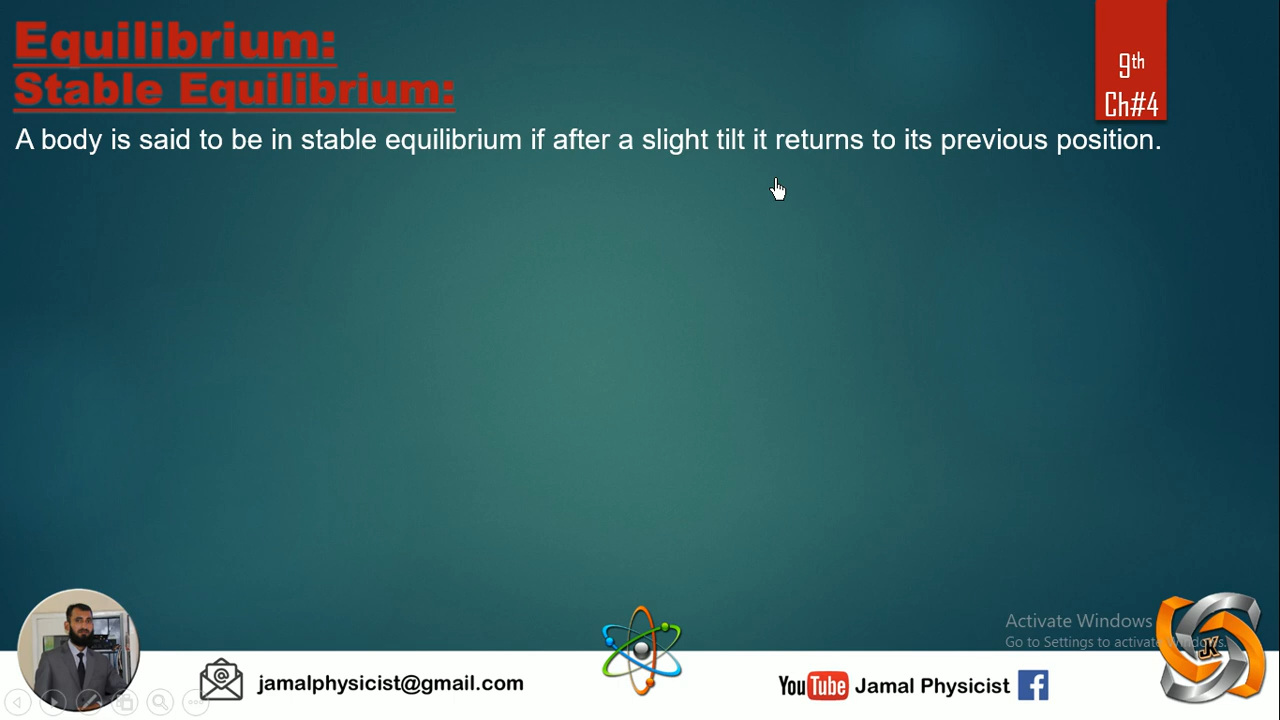 Equilibrium:
Stable Equilibrium:
9th
Ch#4
A body is said to be in stable equilibrium if after a slight tilt it returns to its previous position.
Activate Windows
Go to Settings to activate Windows.
JK
jamalphysicist@gmail.com
YouTube Jamal Physicist f